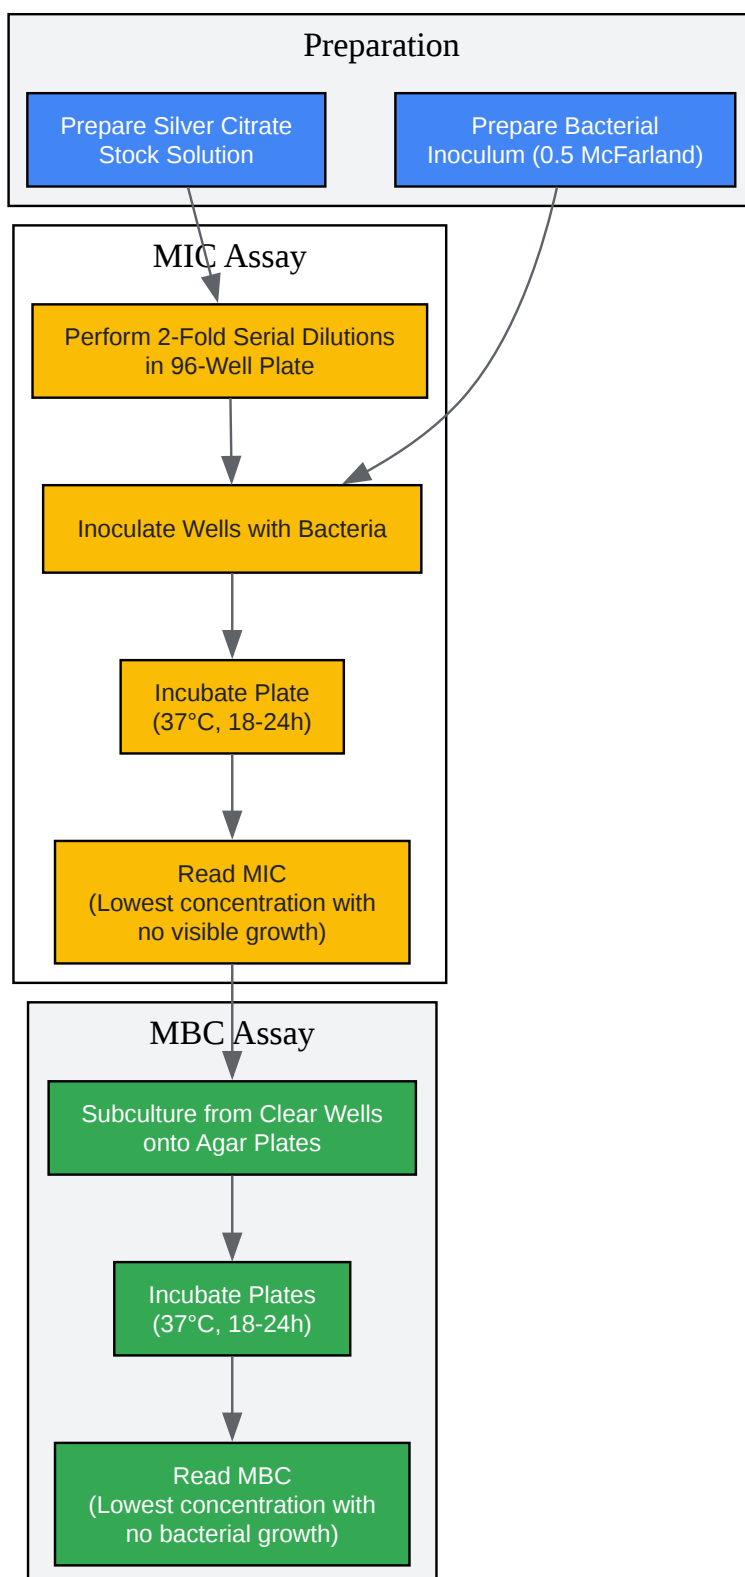 Preparation
Prepare Silver Citrate
Stock Solution
Prepare Bacterial
Inoculum (0.5 McFarland)
MIC Assay
Perform 2-Fold Serial Dilutions
in 96-Well Plate
Inoculate Wells with Bacteria
Incubate Plate
(37°C, 18-24h)
Read MIC
(Lowest concentration with
no visible growth)
MBC Assay
Subculture from Clear Wells
onto Agar Plates
Incubate Plates
(37°C, 18-24h)
Read MBC
(Lowest concentration with
no bacterial growth)